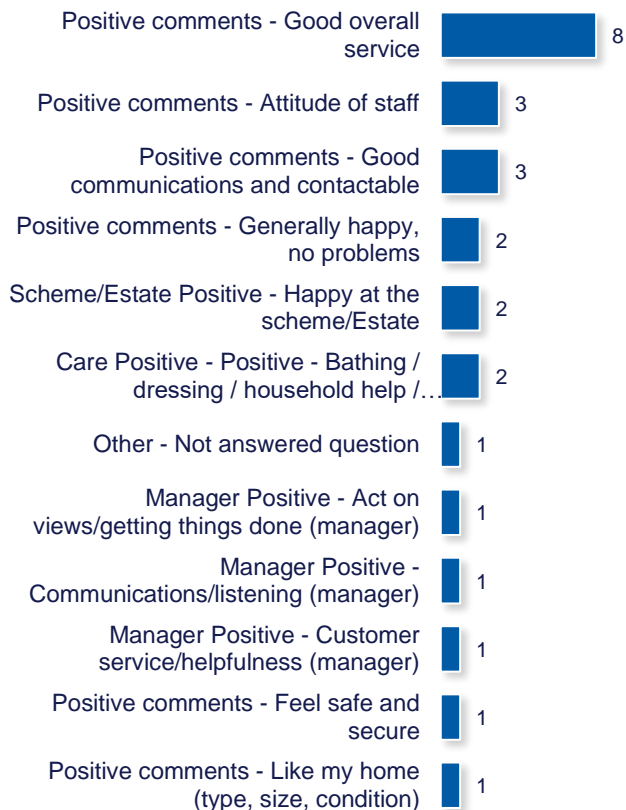 Positive comments - Good overall
service
8
Positive comments - Attitude of staff
3
Positive comments - Good
communications and contactable
3
Positive comments - Generally happy,
no problems
2
Scheme/Estate Positive - Happy at the
scheme/Estate
2
Care Positive - Positive - Bathing /
dressing / household help /…
2
Other - Not answered question
1
Manager Positive - Act on
views/getting things done (manager)
1
Manager Positive -
Communications/listening (manager)
1
Manager Positive - Customer
service/helpfulness (manager)
1
Positive comments - Feel safe and
secure
1
Positive comments - Like my home
(type, size, condition)
1